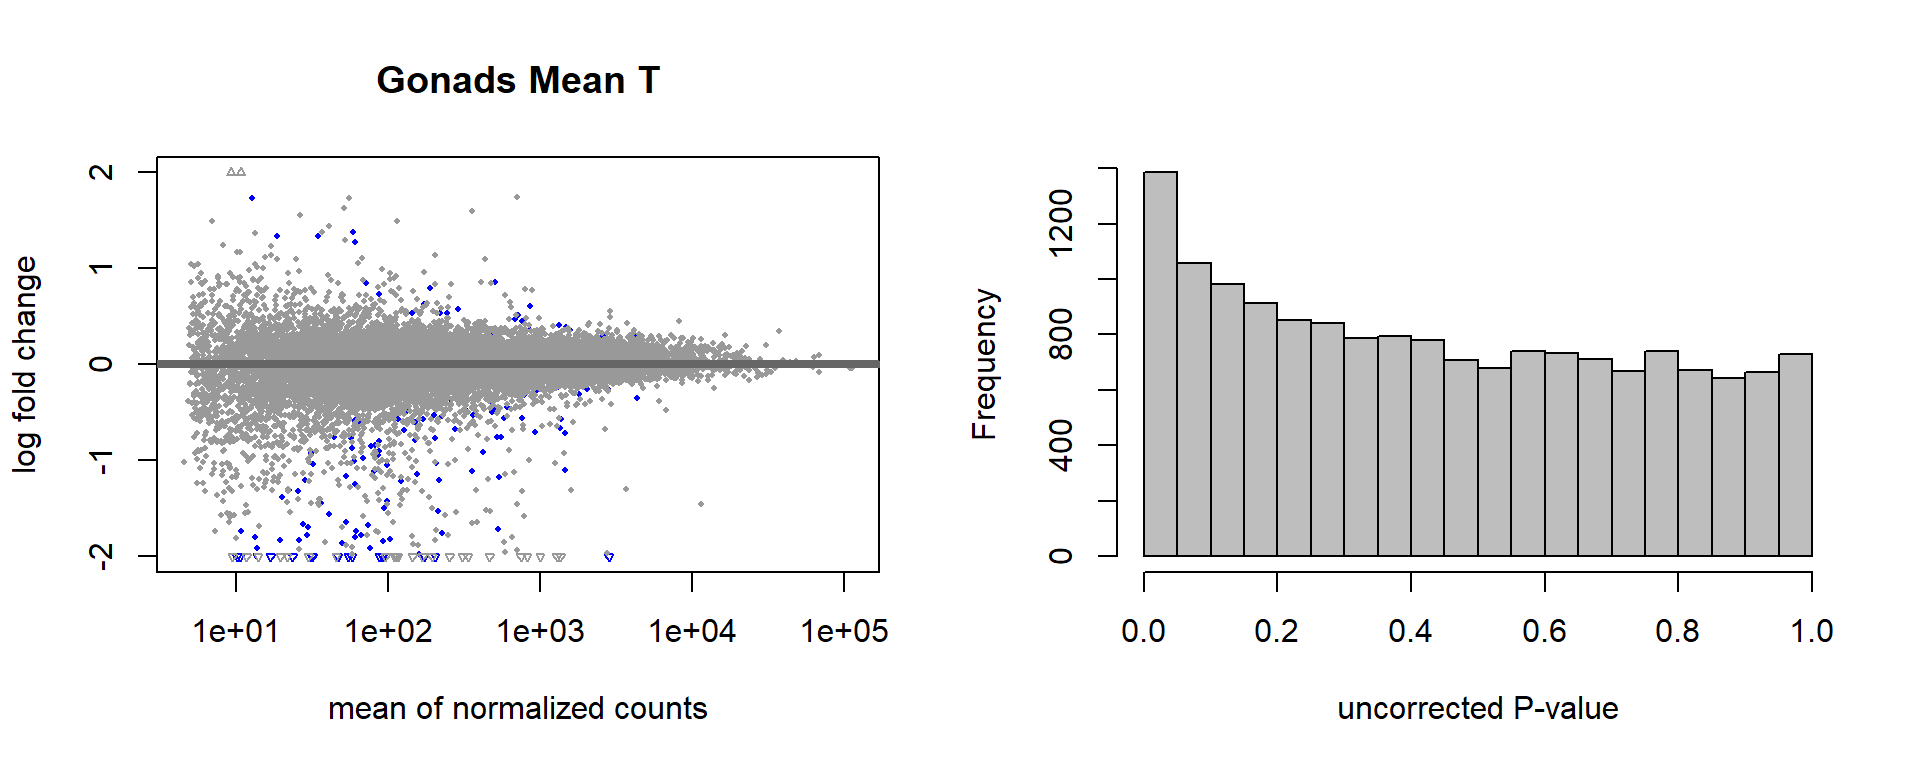 Gonads Mean T
log fold change
2
1
0
-1
-2
1e+01 1e+02 1e+03 1e+04 1e+05
mean of normalized counts
Frequency
1200
800
400
0
0.0 0.2 0.4 0.6 0.8 1.0
uncorrected P-value